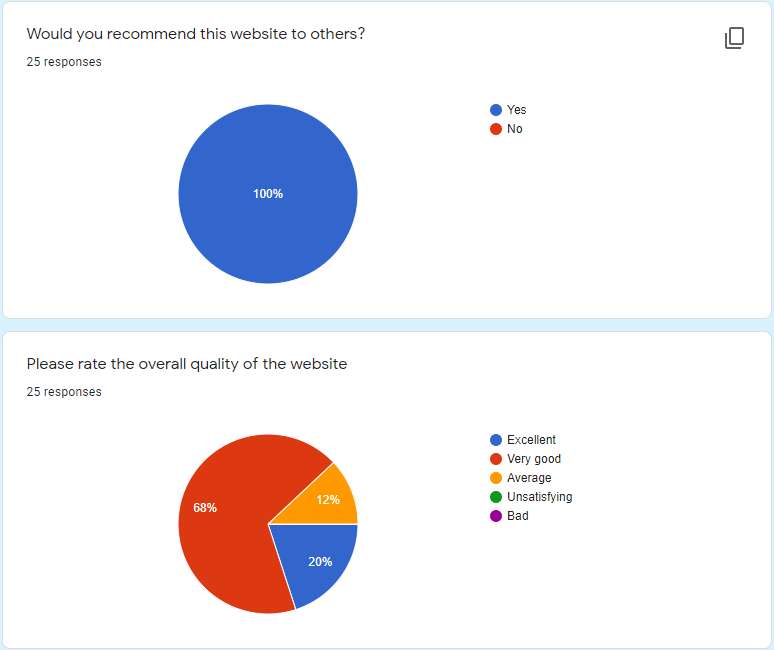 Would you recommend this website to others?
25 responses
Yes
No
100%
Please rate the overall quality of the website
25 responses
Excellent
Very good
Average
Unsatisfying
Bad
68%
12%
20%